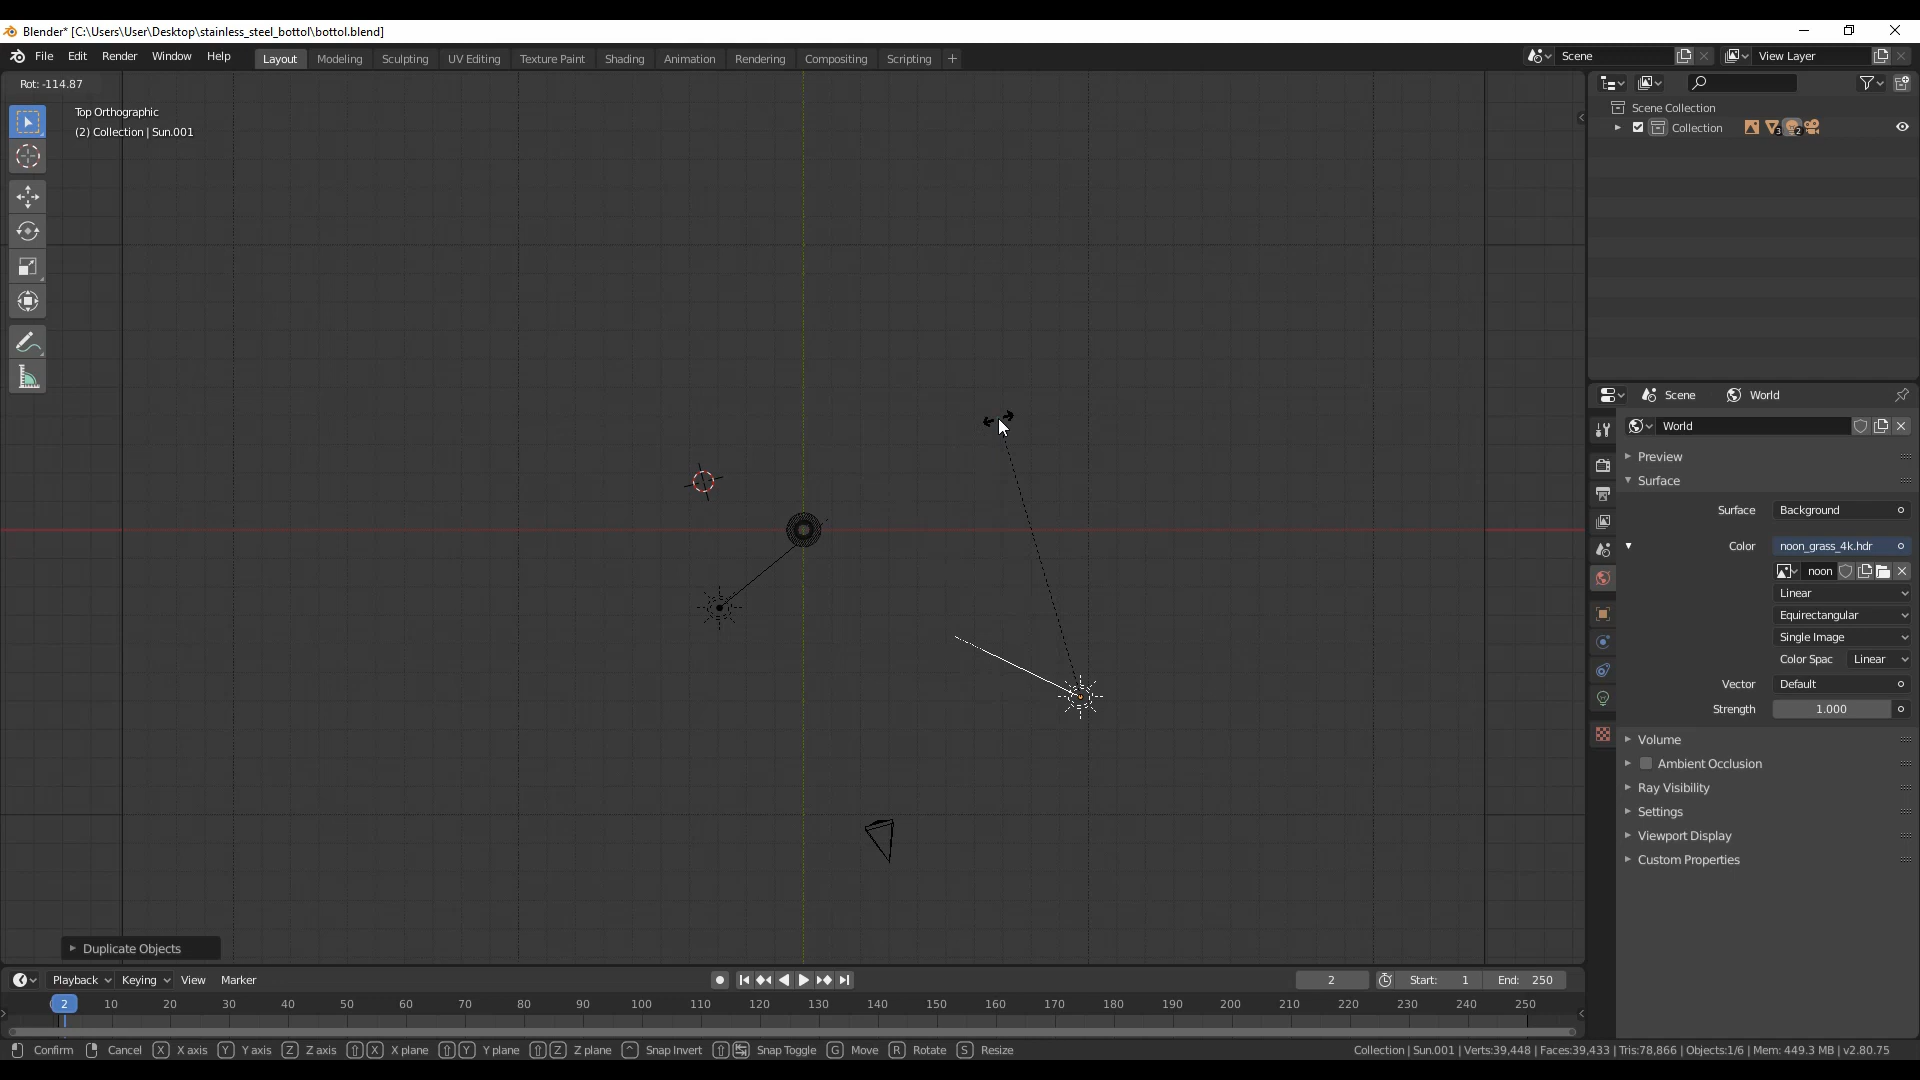 Blender* [C:\Users\User\Desktop\stainless_steel_bottol\bottol.blend]
File Edit Render Window Help Layout Modeling Sculpting UV Editing Texture Paint Shading Animation Rendering Compositing Scripting + Scene View Layer
Rot: -114.87
Top Orthographic
(2) Collection | Sun.001
Scene Collection
Collection 3 2
Scene World
World
Preview
Surface
Surface Background
Color noon_grass_4k.hdr
noon
Linear
Equirectangular
Single Image
Color Spac Linear
Vector Default
Strength 1.000
Volume
Ambient Occlusion
Ray Visibility
Settings
Viewport Display
Custom Properties
Duplicate Objects
Playback Keying View Marker 2 Start: 1 End: 250
2 10 20 30 40 50 60 70 80 90 100 110 120 130 140 150 160 170 180 190 200 210 220 230 240 250
Confirm Cancel X X axis Y Y axis Z Z axis X X plane Y Y plane Z Z plane Snap Invert Snap Toggle G Move R Rotate S Resize Collection | Sun.001 | Verts:39,448 | Faces:39,433 | Tris:78,866 | Objects:1/6 | Mem: 449.3 MB | v2.80.75